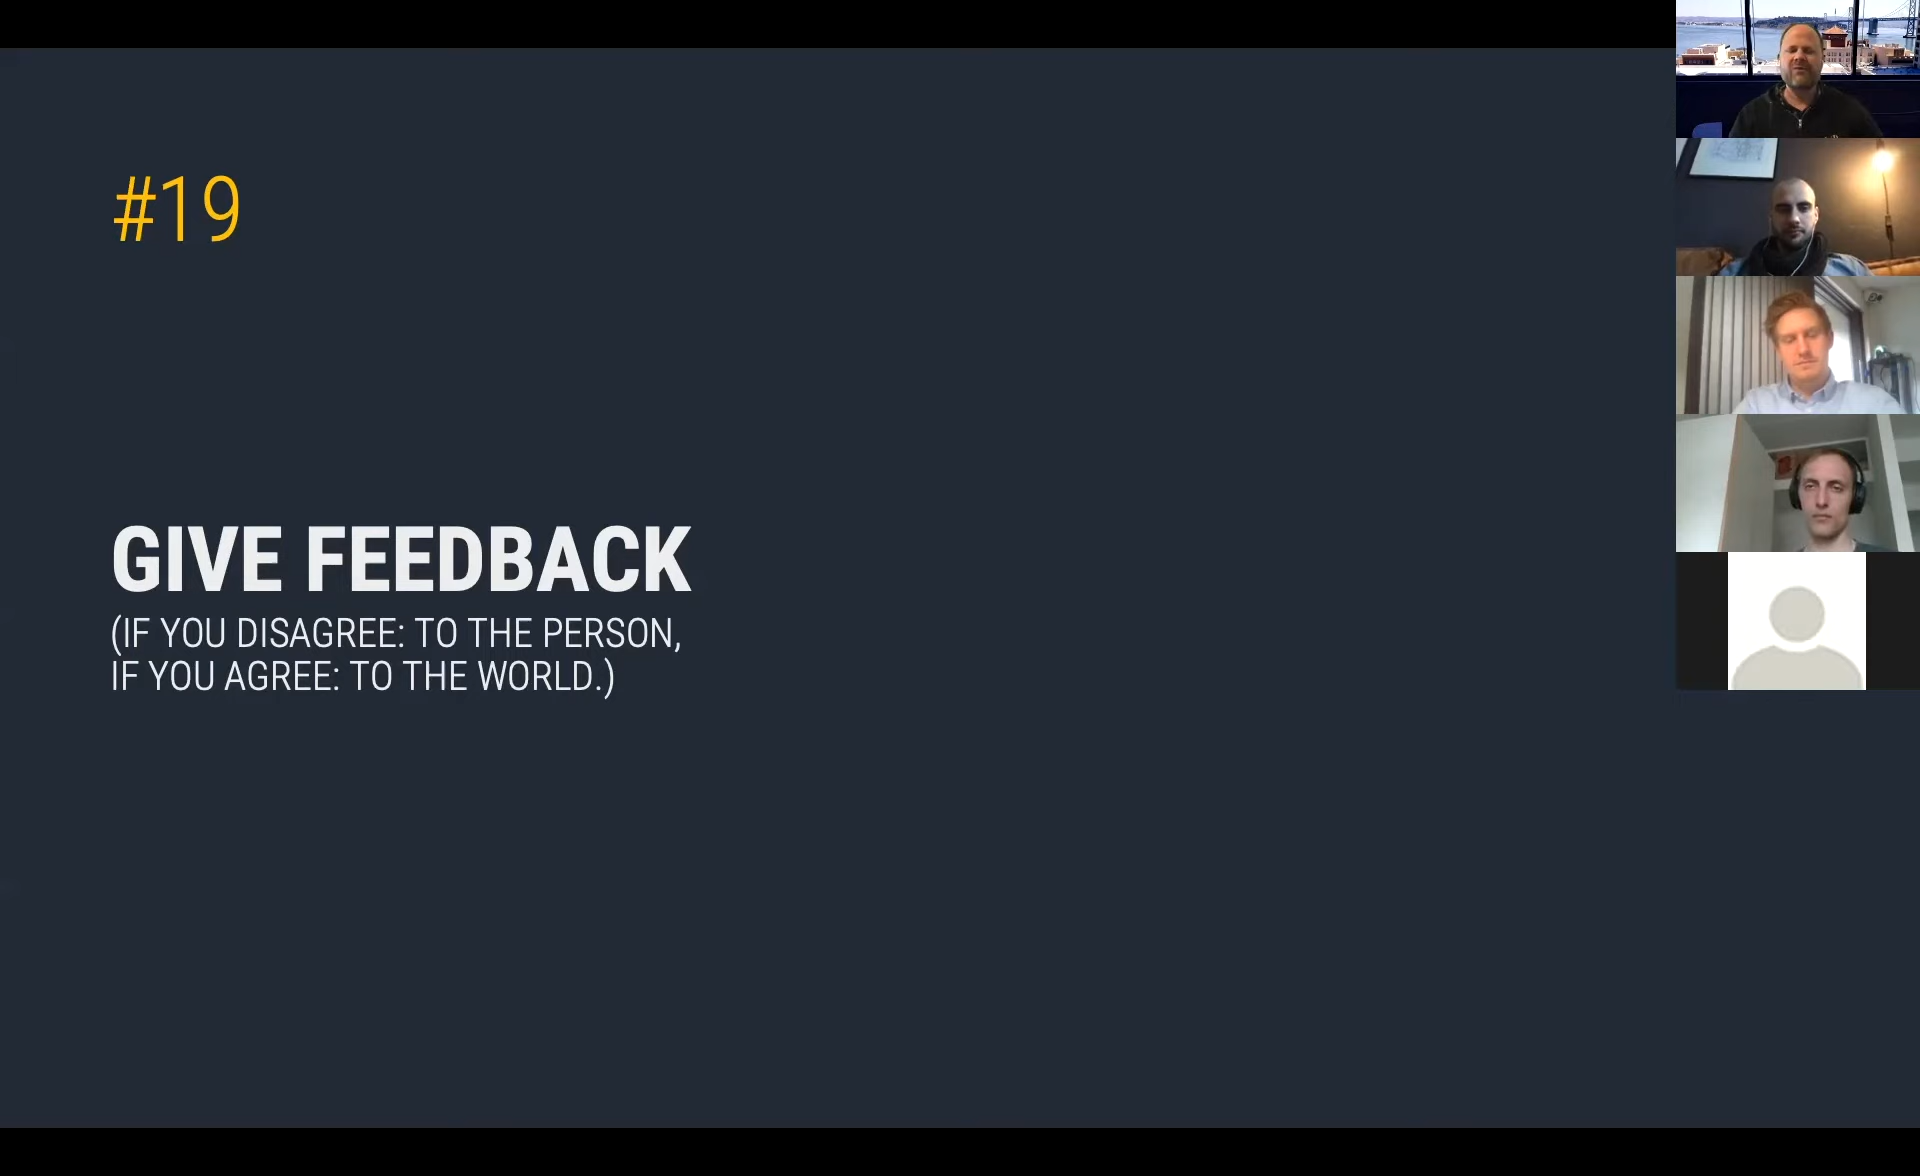 #19
GIVE FEEDBACK
(IF YOU DISAGREE: TO THE PERSON,
IF YOU AGREE: TO THE WORLD.)